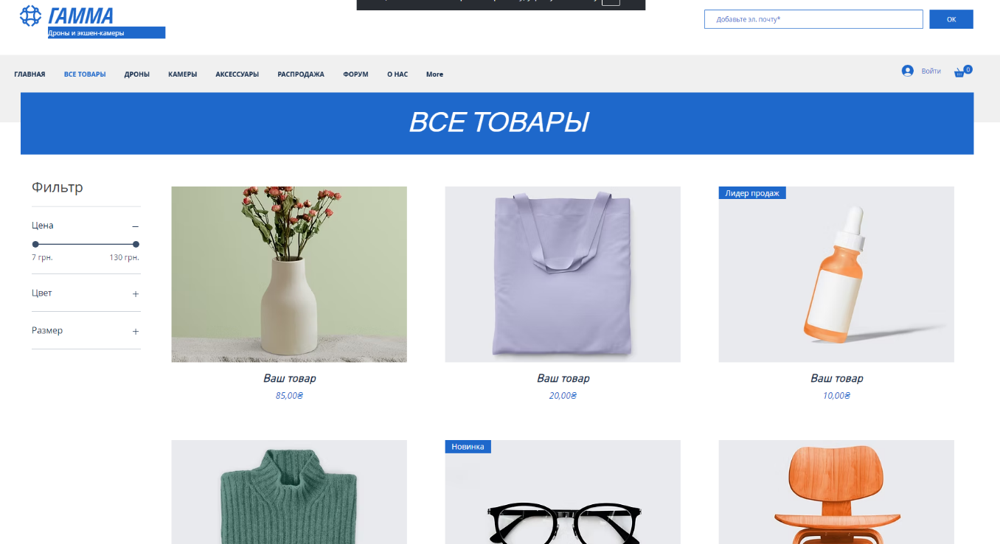 ГАММА
Дроны и экшен-камеры
Добавьте эл. почту*
ОК
ГЛАВНАЯ
ВСЕ ТОВАРЫ
ДРОНЫ
КАМЕРЫ
АКСЕССУАРЫ
РАСПРОДАЖА
ФОРУМ
О НАС
More
Войти
0
ВСЕ ТОВАРЫ
Фильтр
Цена
7 грн.
130 грн.
Цвет
Размер
Лидер продаж
Ваш товар
85,00₴
Ваш товар
20,00₴
Ваш товар
10,00₴
Новинка